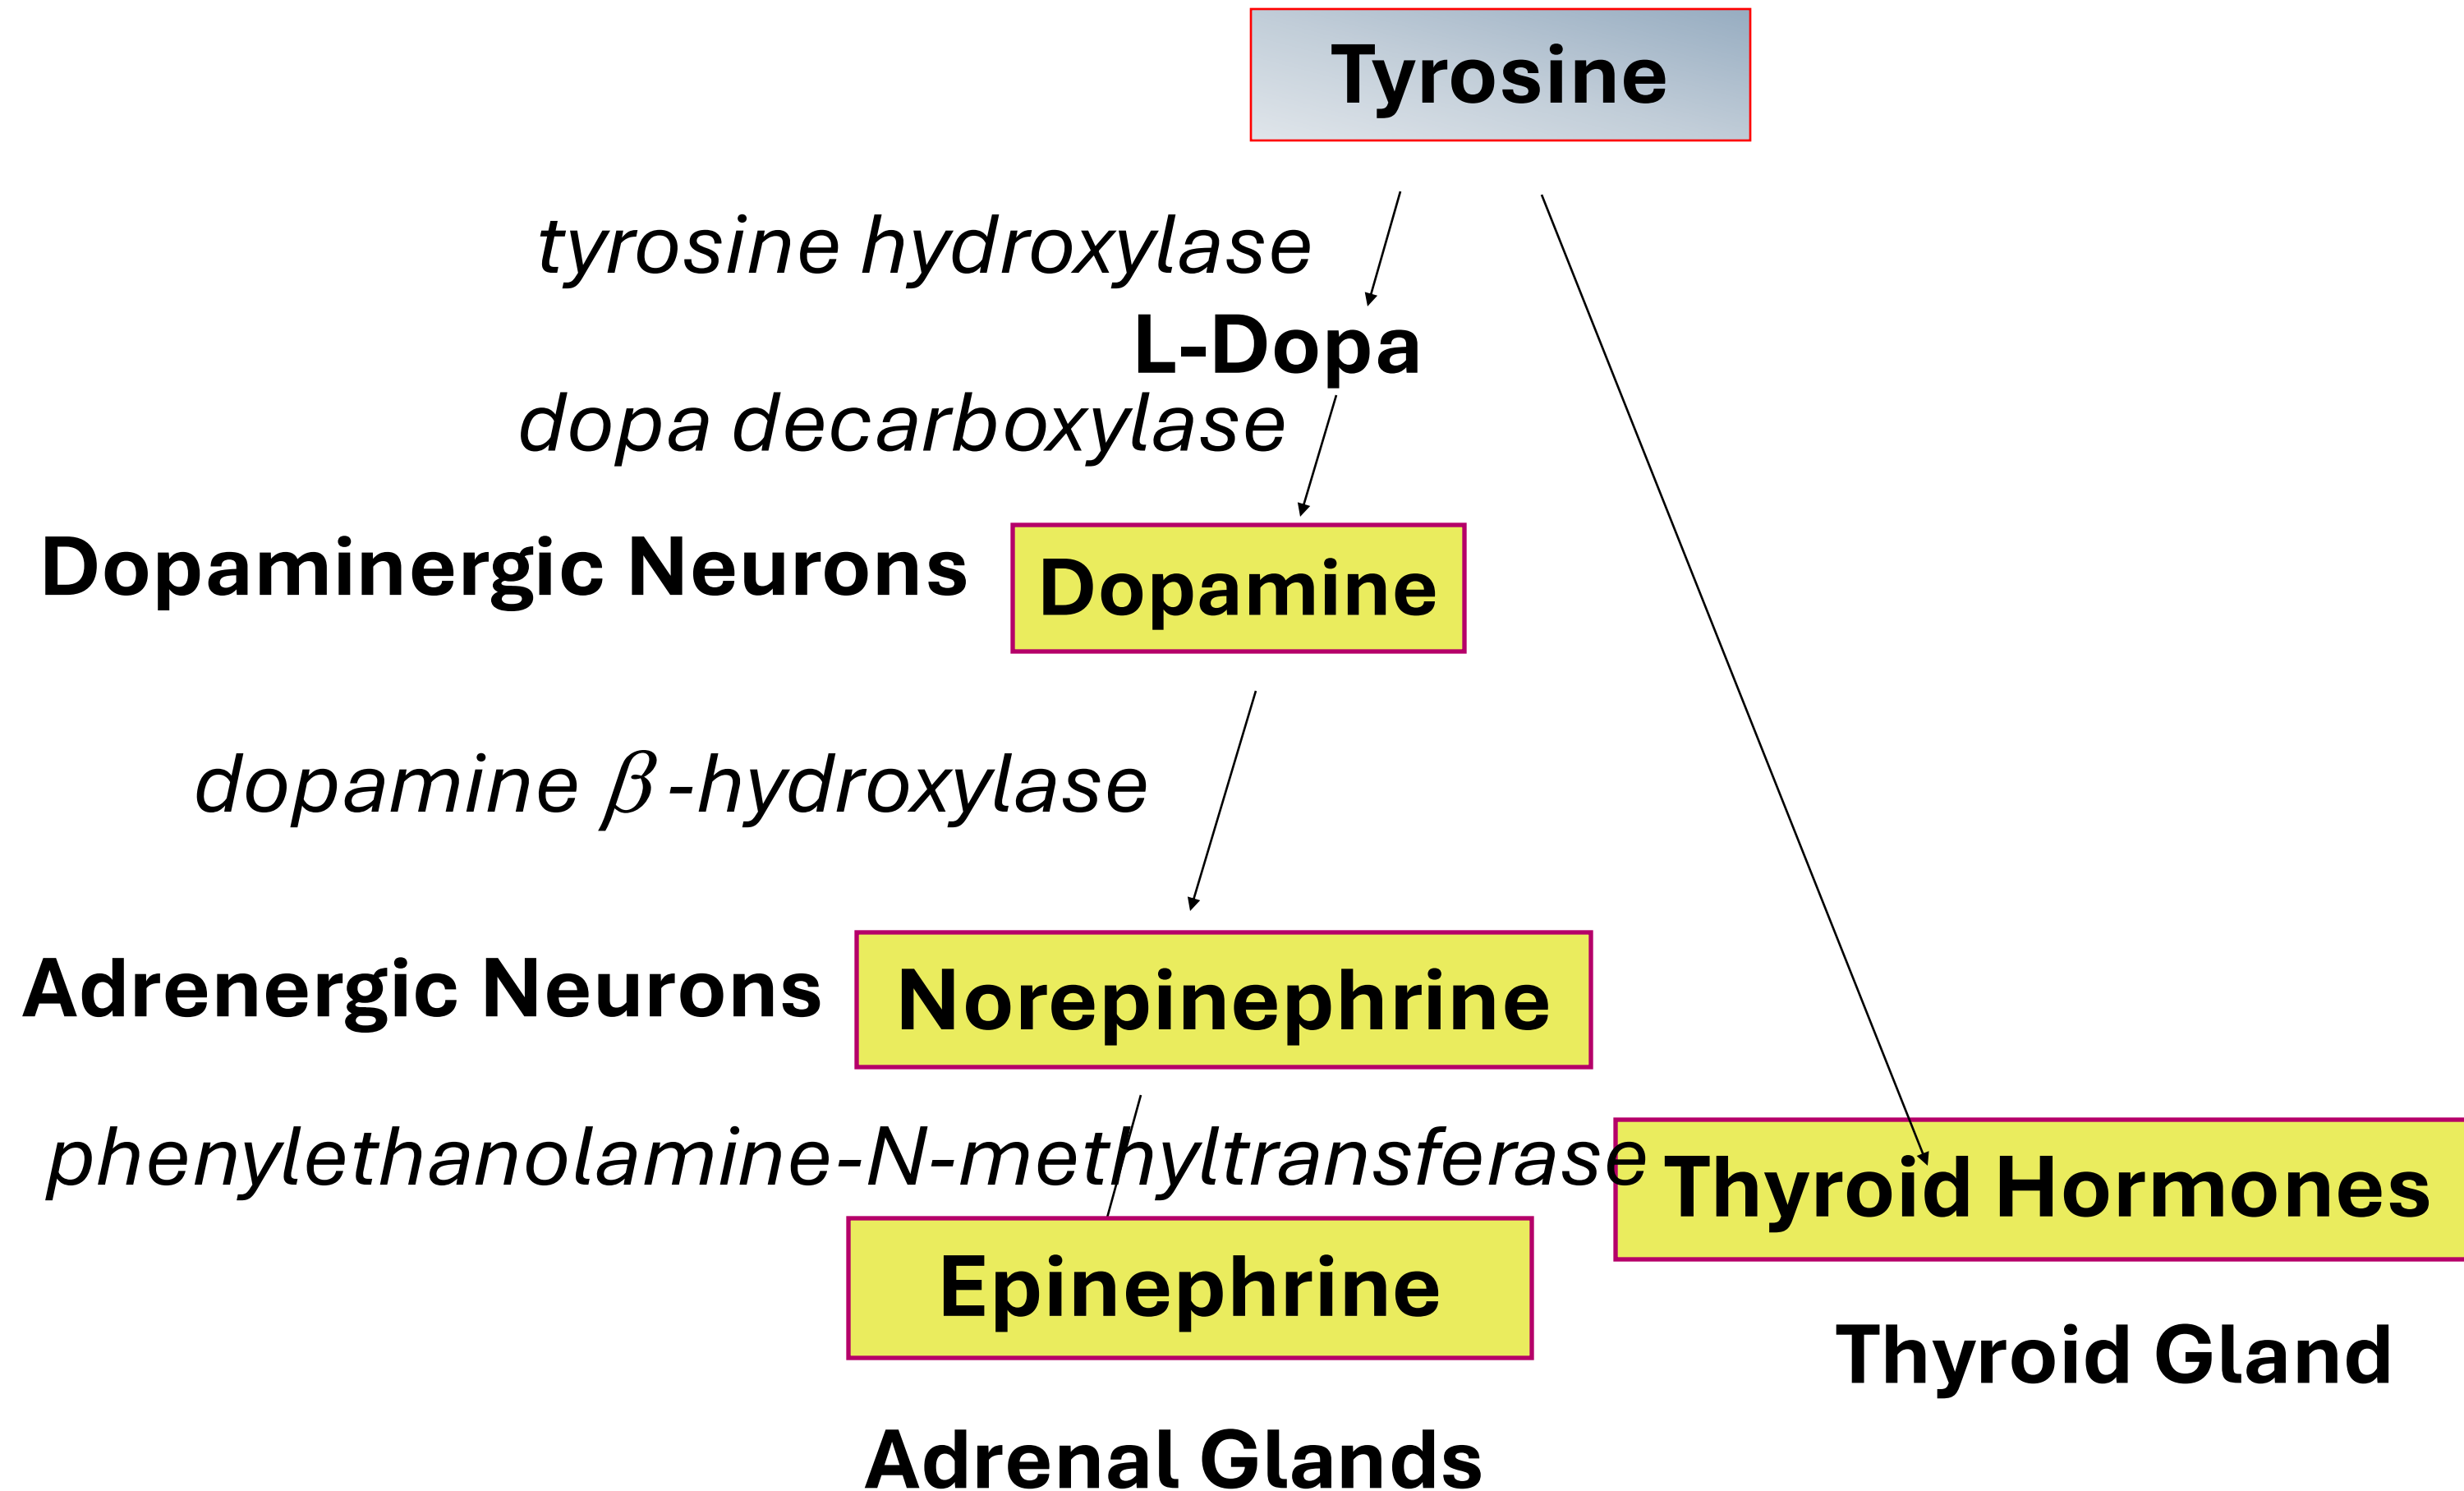 Tyrosine
tyrosine hydroxylase
L-Dopa
dopa decarboxylase
Dopaminergic Neurons
Dopamine
dopamine β-hydroxylase
Adrenergic Neurons
Norepinephrine
phenylethanolamine-N-methyltransferase
Thyroid Hormones
Epinephrine
Thyroid Gland
Adrenal Glands